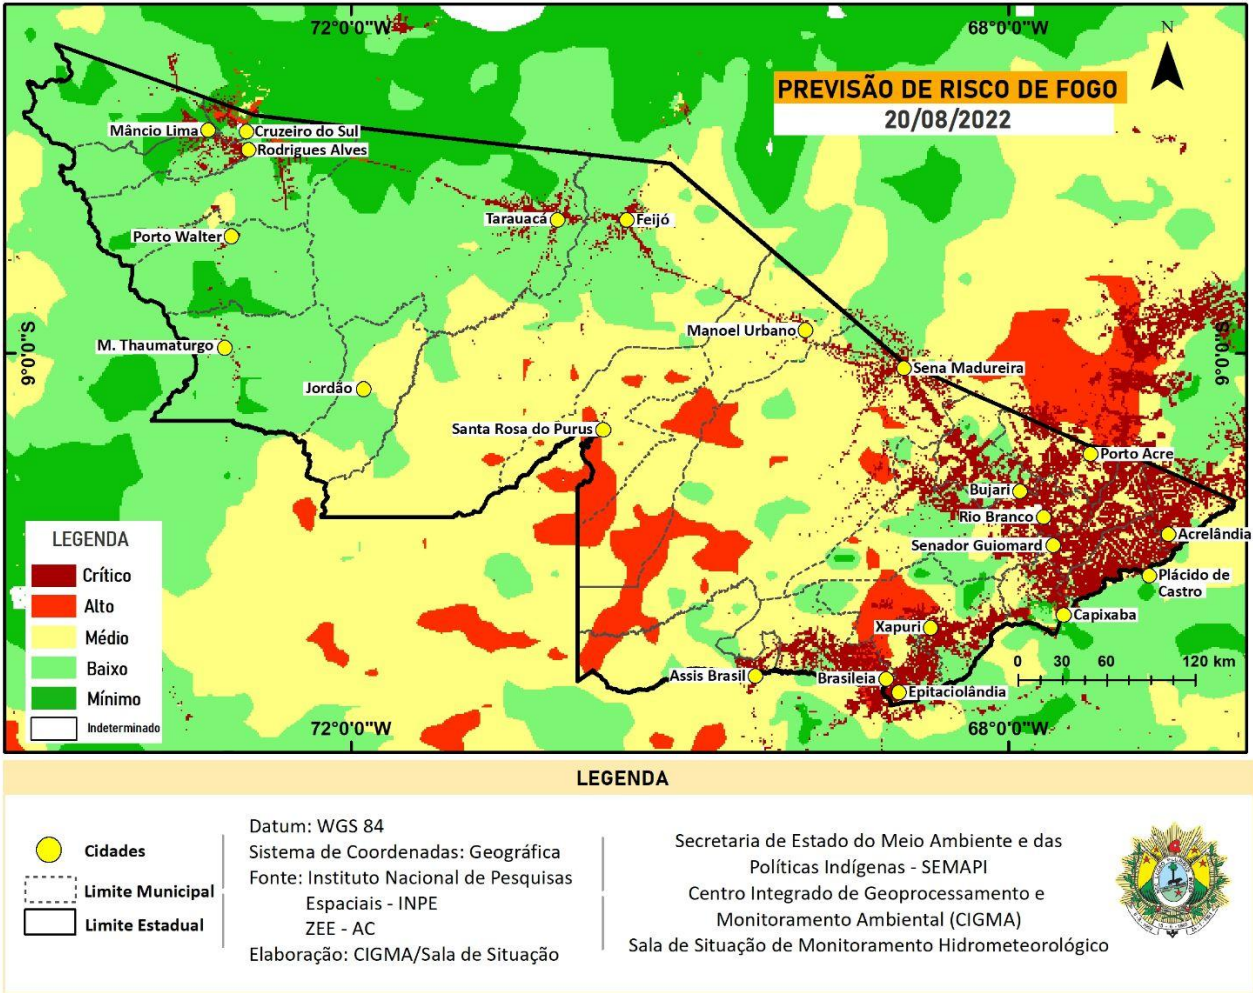 72°0'0"W
68°0'0"W
N
PREVISÃO DE RISCO DE FOGO
20/08/2022
Mâncio Lima
Cruzeiro do Sul
Rodrigues Alves
Tarauacá
Feijó
Porto Walter
Manoel Urbano
9°0'0"S
9°0'0"S
M. Thaumaturgo
Sena Madureira
Jordão
Santa Rosa do Purus
Porto Acre
Bujari
Rio Branco
Acrelândia
Senador Guiomard
Plácido de
Castro
Capixaba
Xapuri
Assis Brasil
Brasileia
Epitaciolândia
0 30 60 120 km
LEGENDA
Crítico
Alto
Médio
Baixo
Mínimo
Indeterminado
72°0'0"W
68°0'0"W
LEGENDA
Cidades
Limite Municipal
Limite Estadual
Datum: WGS 84
Sistema de Coordenadas: Geográfica
Fonte: Instituto Nacional de Pesquisas
Espaciais - INPE
ZEE - AC
Elaboração: CIGMA/Sala de Situação
Secretaria de Estado do Meio Ambiente e das
Políticas Indígenas - SEMAPI
Centro Integrado de Geoprocessamento e
Monitoramento Ambiental (CIGMA)
Sala de Situação de Monitoramento Hidrometeorológico